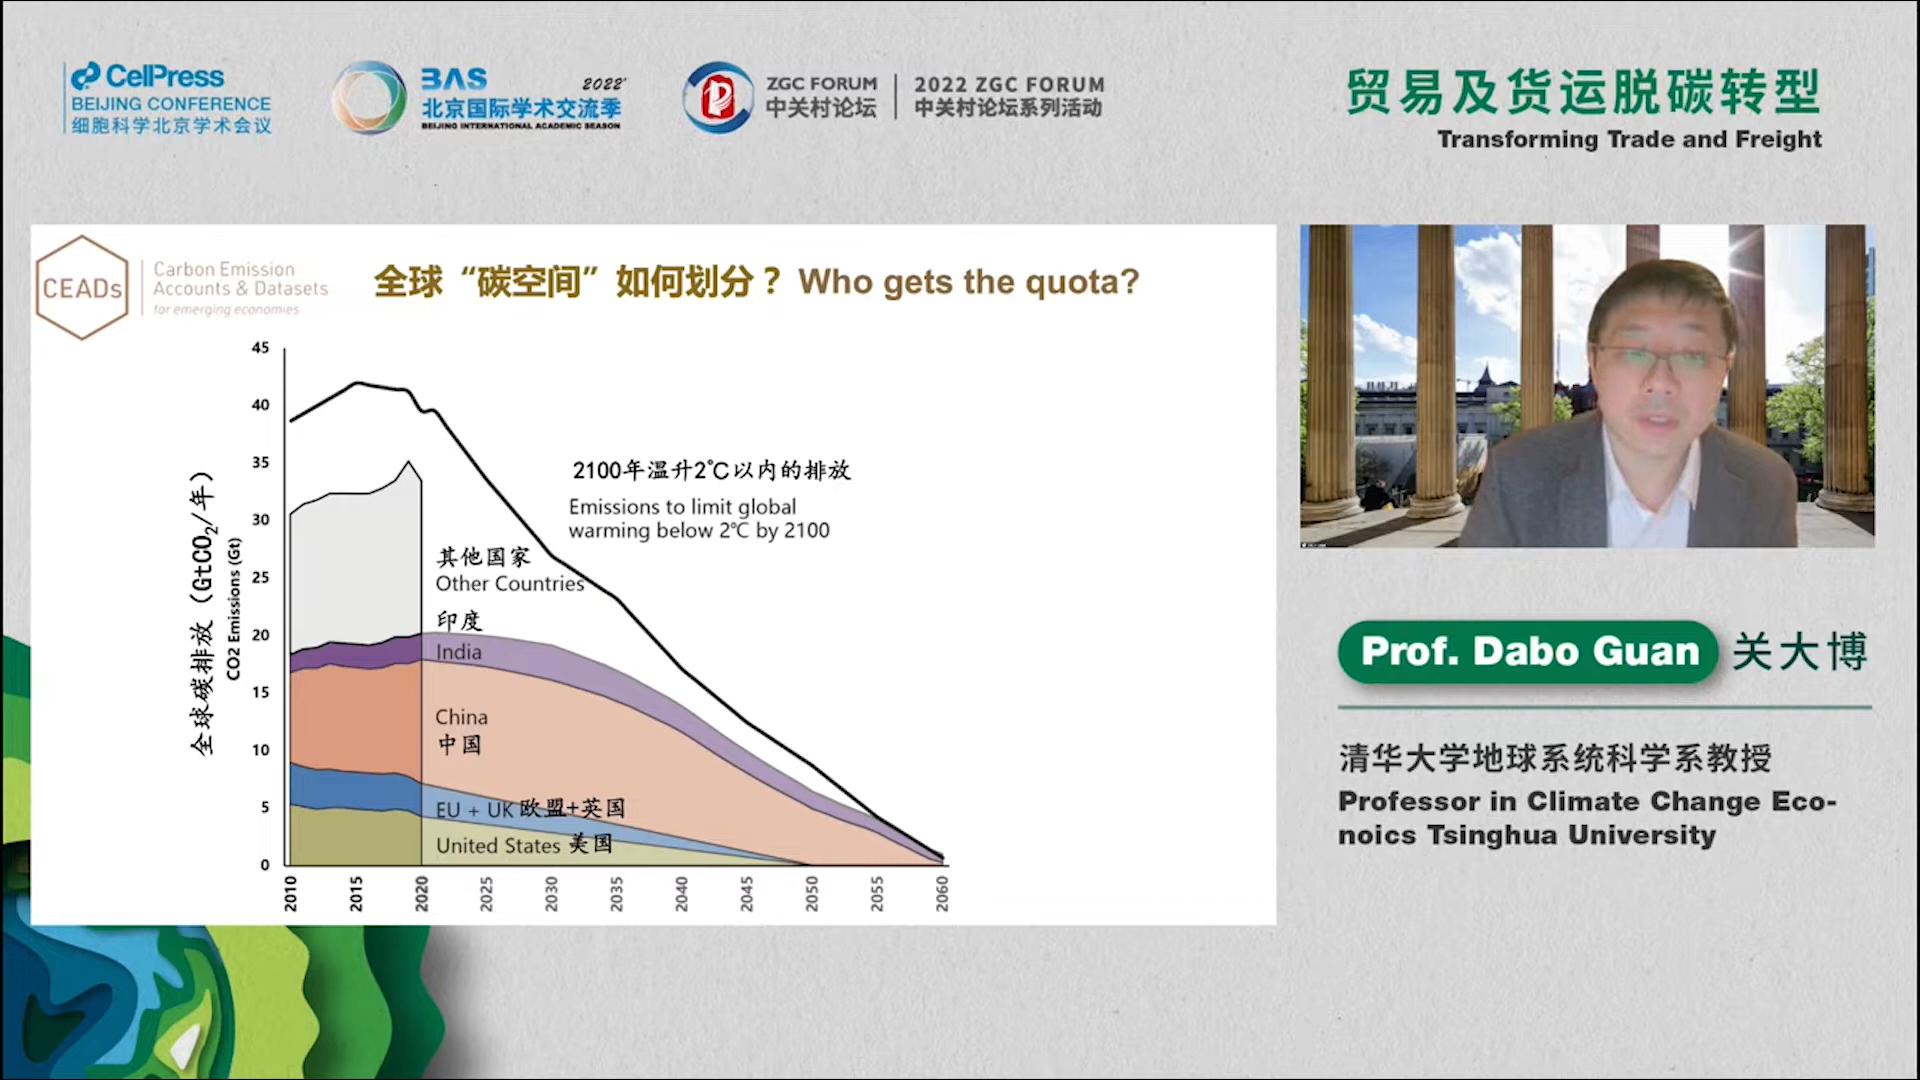 CellPress
BEIJING CONFERENCE
细胞科学北京学术会议
BAS 2022
北京国际学术交流季
BEIJING INTERNATIONAL ACADEMIC SEASON
ZGC FORUM
中关村论坛
2022 ZGC FORUM
中关村论坛系列活动
贸易及货运脱碳转型
Transforming Trade and Freight
CEADs
Carbon Emission
Accounts & Datasets
for emerging economies
全球“碳空间”如何划分？ Who gets the quota?
全球碳排放（GtCO2/年）
CO2 Emissions (Gt)
45
40
35
30
25
20
15
10
5
0
2100年温升2℃以内的排放
Emissions to limit global
warming below 2℃ by 2100
其他国家
Other Countries
印度
India
China
中国
EU + UK 欧盟+英国
United States 美国
2010 2015 2020 2025 2030 2035 2040 2045 2050 2055 2060
Prof. Dabo Guan 关大博
清华大学地球系统科学系教授
Professor in Climate Change Eco-
noics Tsinghua University